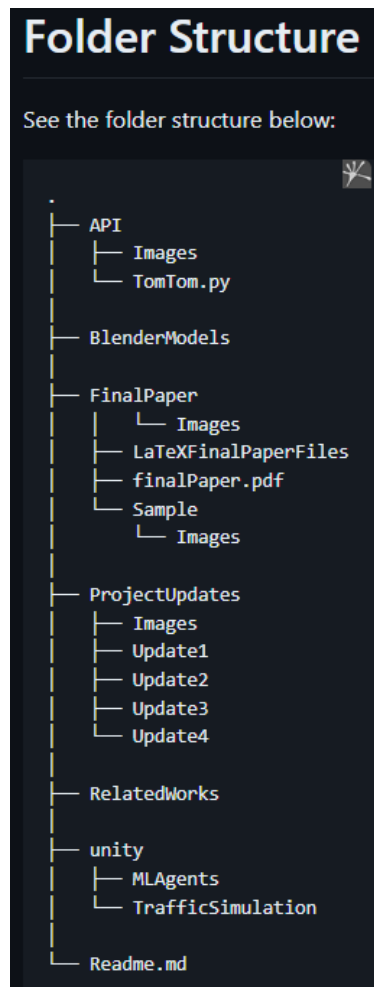 Folder Structure
See the folder structure below:
.
├── API
│   ├── Images
│   └── TomTom.py
│
├── BlenderModels
│
├── FinalPaper
│   │   └── Images
│   ├── LaTeXFinalPaperFiles
│   ├── finalPaper.pdf
│   └── Sample
│       └── Images
│
├── ProjectUpdates
│   ├── Images
│   ├── Update1
│   ├── Update2
│   ├── Update3
│   └── Update4
│
├── RelatedWorks
│
├── unity
│   ├── MLAgents
│   └── TrafficSimulation
│
└── Readme.md